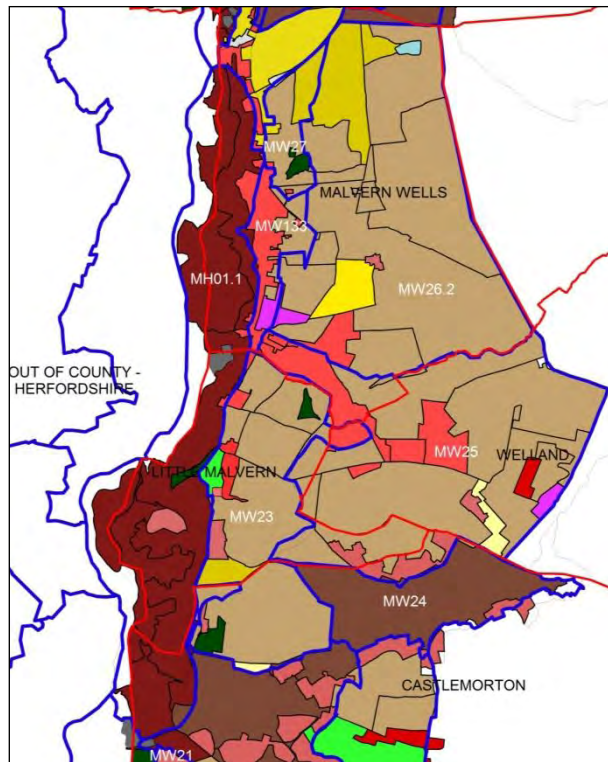 MW27
MALVERN WELLS
MW133
MH01.1
MW26.2
OUT OF COUNTY -
HERFORDSHIRE
MW25
WELLAND
LITTLE MALVERN
MW23
MW24
CASTLEMORTON
MW21